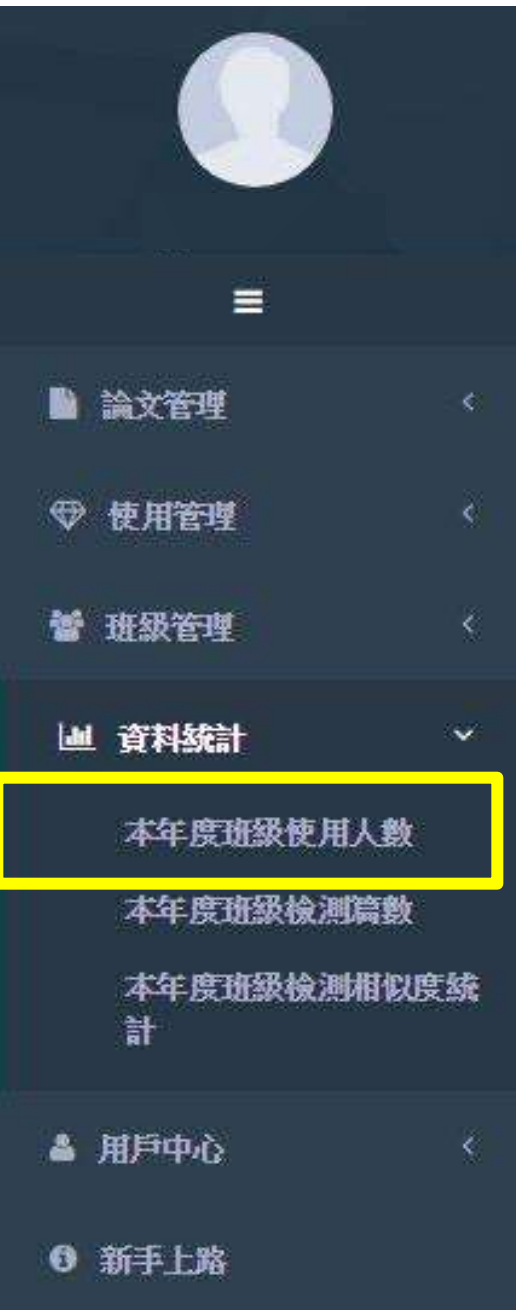 論文管理
使用管理
班級管理
資料統計
本年度班級使用人數
本年度班級檢測篇數
本年度班級檢測相似度統
計
用戶中心
新手上路